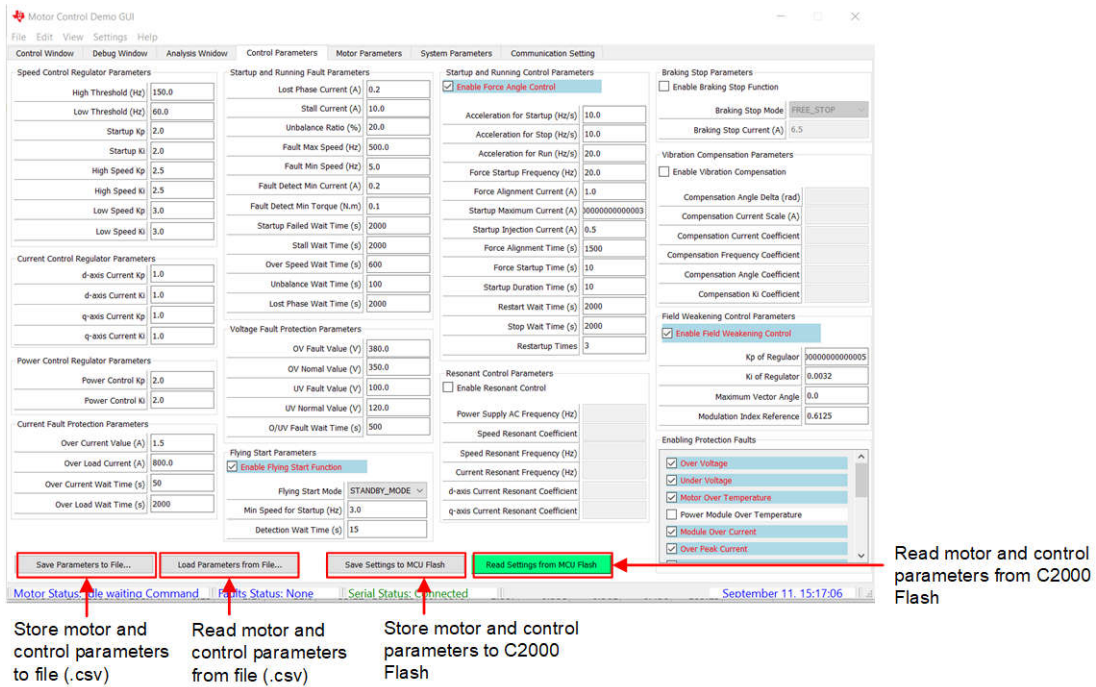 Motor Control Demo GUI
File Edit View Settings Help
Control Window Debug Window Analysis Wnidow Control Parameters Motor Parameters System Parameters Communication Setting
Speed Control Regulator Parameters
High Threshold (Hz) 150.0
Low Threshold (Hz) 60.0
Startup Kp 2.0
Startup Ki 2.0
High Speed Kp 2.5
High Speed Ki 2.5
Low Speed Kp 3.0
Low Speed Ki 3.0
Current Control Regulator Parameters
d-axis Current Kp 1.0
d-axis Current Ki 1.0
q-axis Current Kp 1.0
q-axis Current Ki 1.0
Power Control Regulator Parameters
Power Control Kp 2.0
Power Control Ki 2.0
Current Fault Protection Parameters
Over Current Value (A) 1.5
Over Load Current (A) 800.0
Over Current Wait Time (s) 50
Over Load Wait Time (s) 2000
Startup and Running Fault Parameters
Lost Phase Current (A) 0.2
Stall Current (A) 10.0
Unbalance Ratio (%) 20.0
Fault Max Speed (Hz) 500.0
Fault Min Speed (Hz) 5.0
Fault Detect Min Current (A) 0.2
Fault Detect Min Torque (N.m) 0.1
Startup Failed Wait Time (s) 2000
Stall Wait Time (s) 2000
Over Speed Wait Time (s) 600
Unbalance Wait Time (s) 100
Lost Phase Wait Time (s) 2000
Voltage Fault Protection Parameters
OV Fault Value (V) 380.0
OV Nomal Value (V) 350.0
UV Fault Value (V) 100.0
UV Normal Value (V) 120.0
O/UV Fault Wait Time (s) 500
Flying Start Parameters
Enable Flying Start Function
Flying Start Mode STANDBY_MODE
Min Speed for Startup (Hz) 3.0
Detection Wait Time (s) 15
Startup and Running Control Parameters
Enable Force Angle Control
Acceleration for Startup (Hz/s) 10.0
Acceleration for Stop (Hz/s) 10.0
Acceleration for Run (Hz/s) 20.0
Force Startup Frequency (Hz) 20.0
Force Alignment Current (A) 1.0
Startup Maximum Current (A)
Startup Injection Current (A) 0.5
Force Alignment Time (s) 1500
Force Startup Time (s) 10
Startup Duration Time (s) 10
Restart Wait Time (s) 2000
Stop Wait Time (s) 2000
Restartup Times 3
Resonant Control Parameters
Enable Resonant Control
Power Supply AC Frequency (Hz)
Speed Resonant Coefficient
Speed Resonant Frequency (Hz)
Current Resonant Frequency (Hz)
d-axis Current Resonant Coefficient
q-axis Current Resonant Coefficient
Braking Stop Parameters
Enable Braking Stop Function
Braking Stop Mode FREE_STOP
Braking Stop Current (A) 6.5
Vibration Compensation Parameters
Enable Vibration Compensation
Compensation Angle Delta (rad)
Compensation Current Scale (A)
Compensation Current Coefficient
Compensation Frequency Coefficient
Compensation Angle Coefficient
Compensation Ki Coefficient
Field Weakening Control Parameters
Enable Field Weakening Control
Kp of Regulaor
Ki of Regulator 0.0032
Maximum Vector Angle 0.0
Modulation Index Reference 0.6125
Enabling Protection Faults
Over Voltage
Under Voltage
Motor Over Temperature
Power Module Over Temperature
Module Over Current
Over Peak Current
Save Parameters to File... Load Parameters from File... Save Settings to MCU Flash Read Settings from MCU Flash
Motor Status: Idle waiting Command Faults Status: None Serial Status: Connected September 11, 15:17:06
Store motor and
control parameters
to file (.csv)
Read motor and
control parameters
from file (.csv)
Store motor and control
parameters to C2000
Flash
Read motor and control
parameters from C2000
Flash